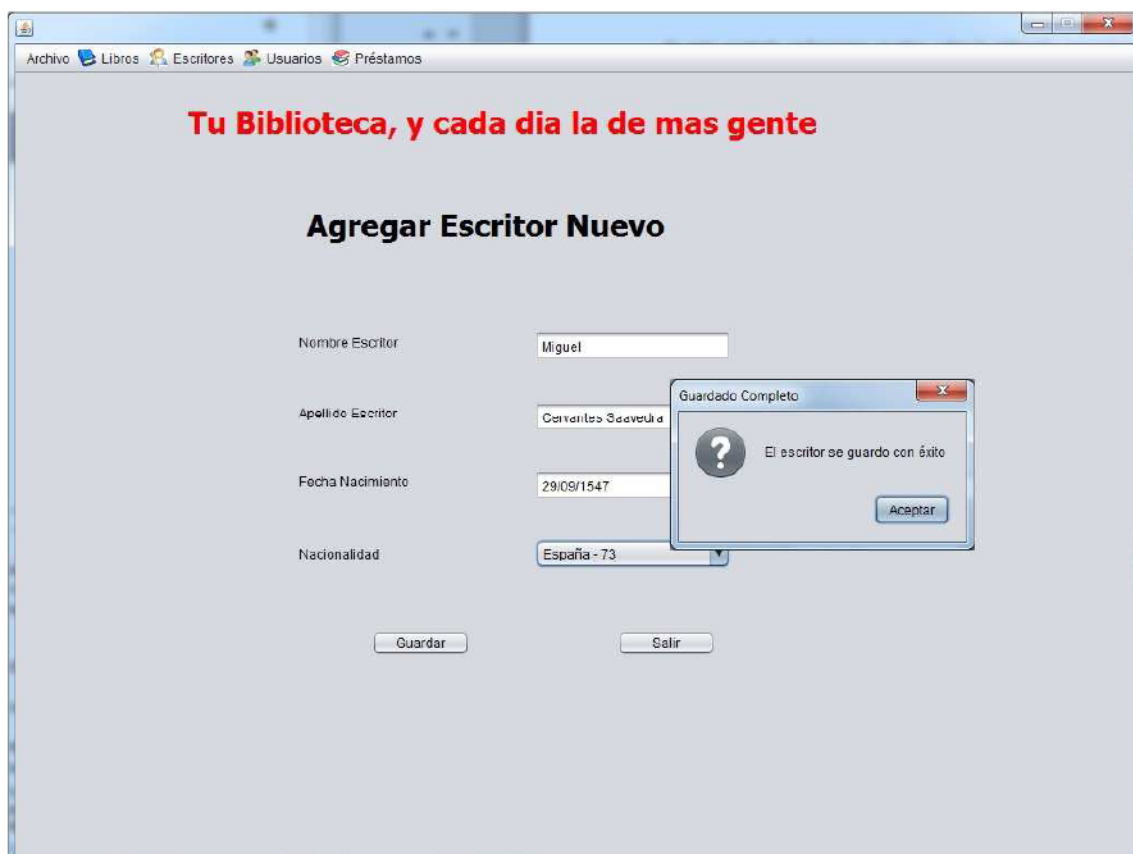 Archivo Libros Escritores Usuarios Préstamos
Tu Biblioteca, y cada dia la de mas gente
Agregar Escritor Nuevo
Nombre Escritor Miguel
Apellido Escritor Cervantes Saavedra
Fecha Nacimiento 29/09/1547
Nacionalidad España - 73
Guardar Salir
Guardado Completo
El escritor se guardo con éxito
Aceptar